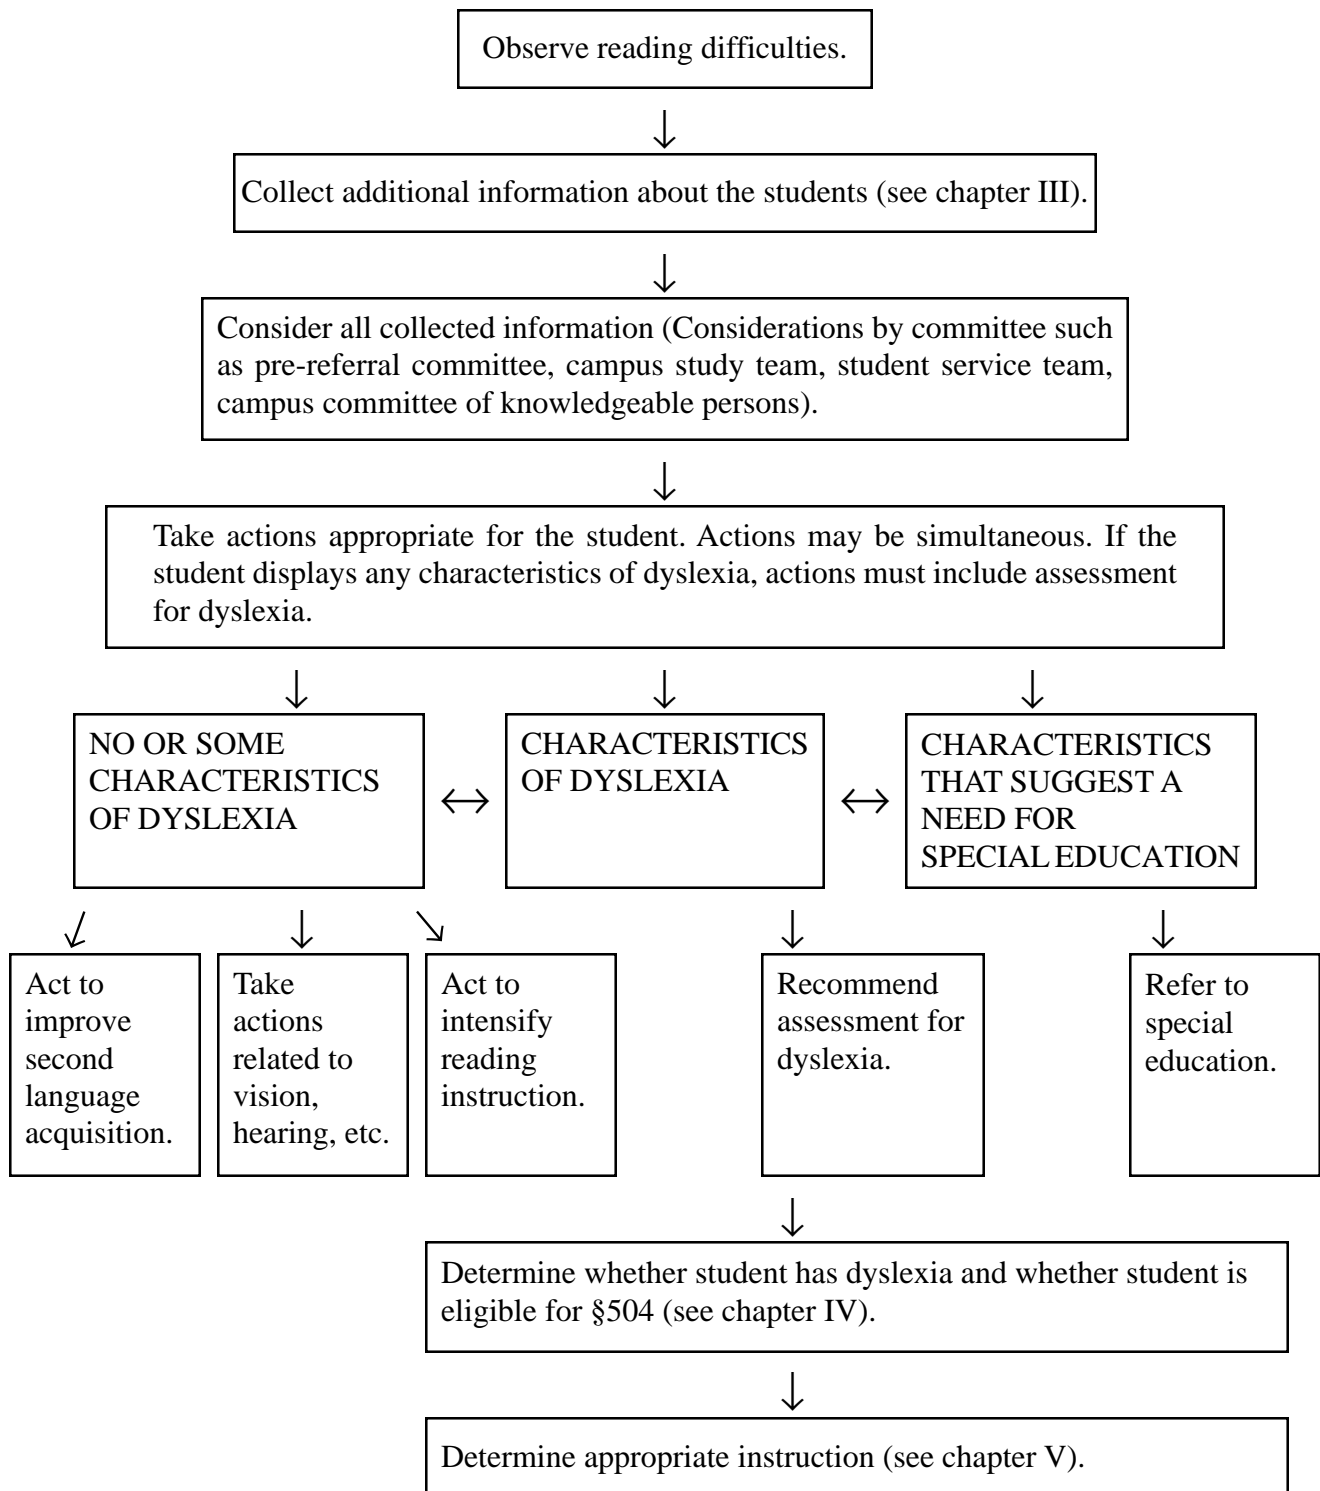 Observe reading difficulties.
Collect additional information about the students (see chapter III).
Consider all collected information (Considerations by committee such
as pre-referral committee, campus study team, student service team,
campus committee of knowledgeable persons).
Take actions appropriate for the student. Actions may be simultaneous. If the
student displays any characteristics of dyslexia, actions must include assessment
for dyslexia.
NO OR SOME
CHARACTERISTICS
OF DYSLEXIA
CHARACTERISTICS
OF DYSLEXIA
CHARACTERISTICS
THAT SUGGEST A
NEED FOR
SPECIAL EDUCATION
Act to
improve
second
language
acquisition.
Take
actions
related to
vision,
hearing, etc.
Act to
intensify
reading
instruction.
Recommend
assessment for
dyslexia.
Refer to
special
education.
Determine whether student has dyslexia and whether student is
eligible for §504 (see chapter IV).
Determine appropriate instruction (see chapter V).